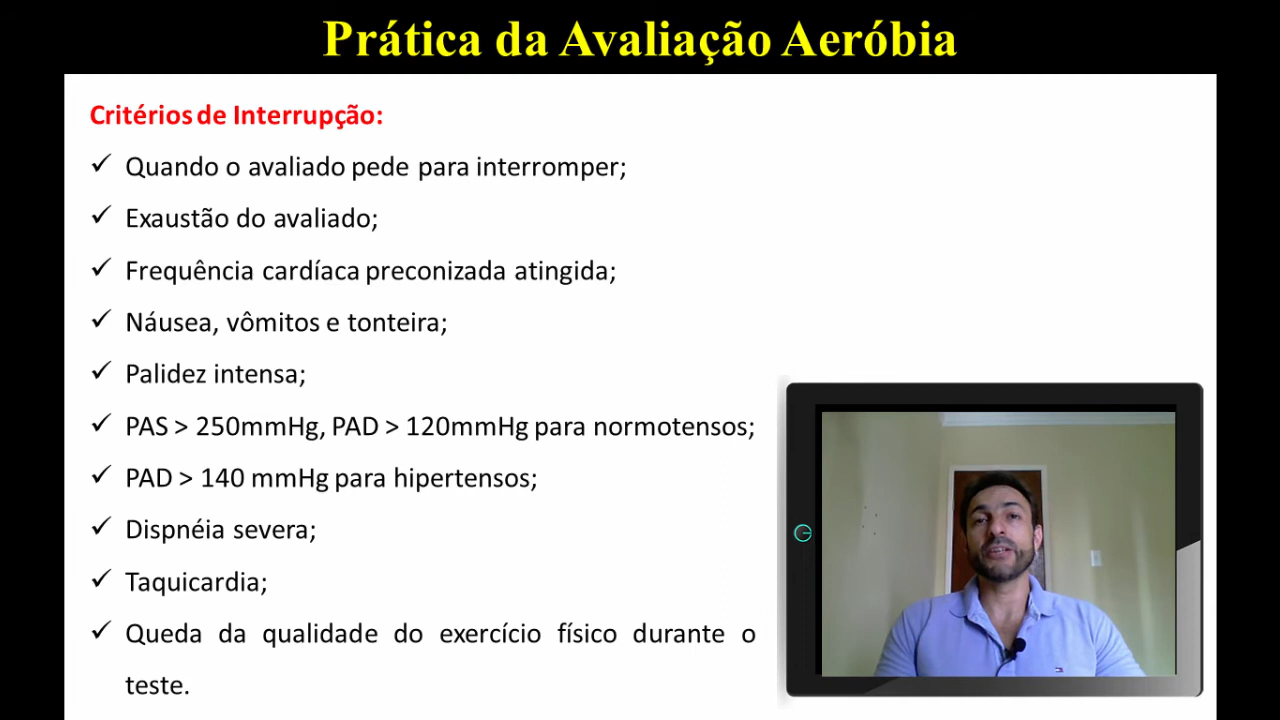 Prática da Avaliação Aeróbia
Critérios de Interrupção:
✓ Quando o avaliado pede para interromper;
✓ Exaustão do avaliado;
✓ Frequência cardíaca preconizada atingida;
✓ Náusea, vômitos e tonteira;
✓ Palidez intensa;
✓ PAS > 250mmHg, PAD > 120mmHg para normotensos;
✓ PAD > 140 mmHg para hipertensos;
✓ Dispnéia severa;
✓ Taquicardia;
✓ Queda da qualidade do exercício físico durante o
teste.